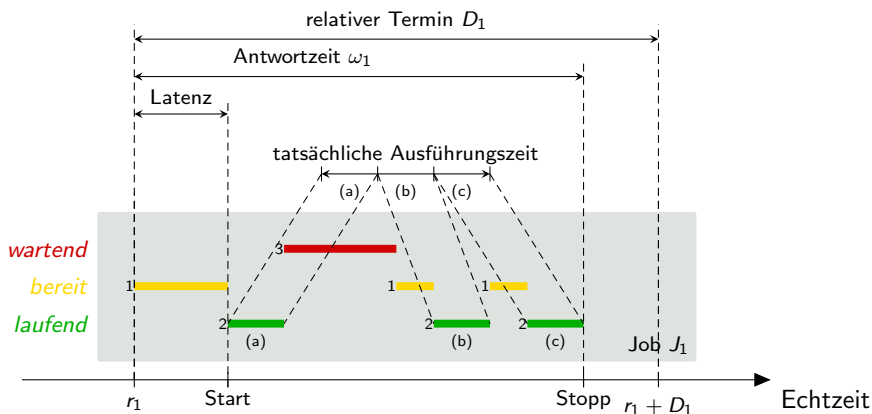 relativer Termin D₁
Antwortzeit ω₁
Latenz
tatsächliche Ausführungszeit
(a) (b) (c)
wartend 3
bereit 1 1 1
laufend 2 2 2
(a) (b) (c)
Job J₁
r₁ Start Stopp r₁ + D₁ Echtzeit